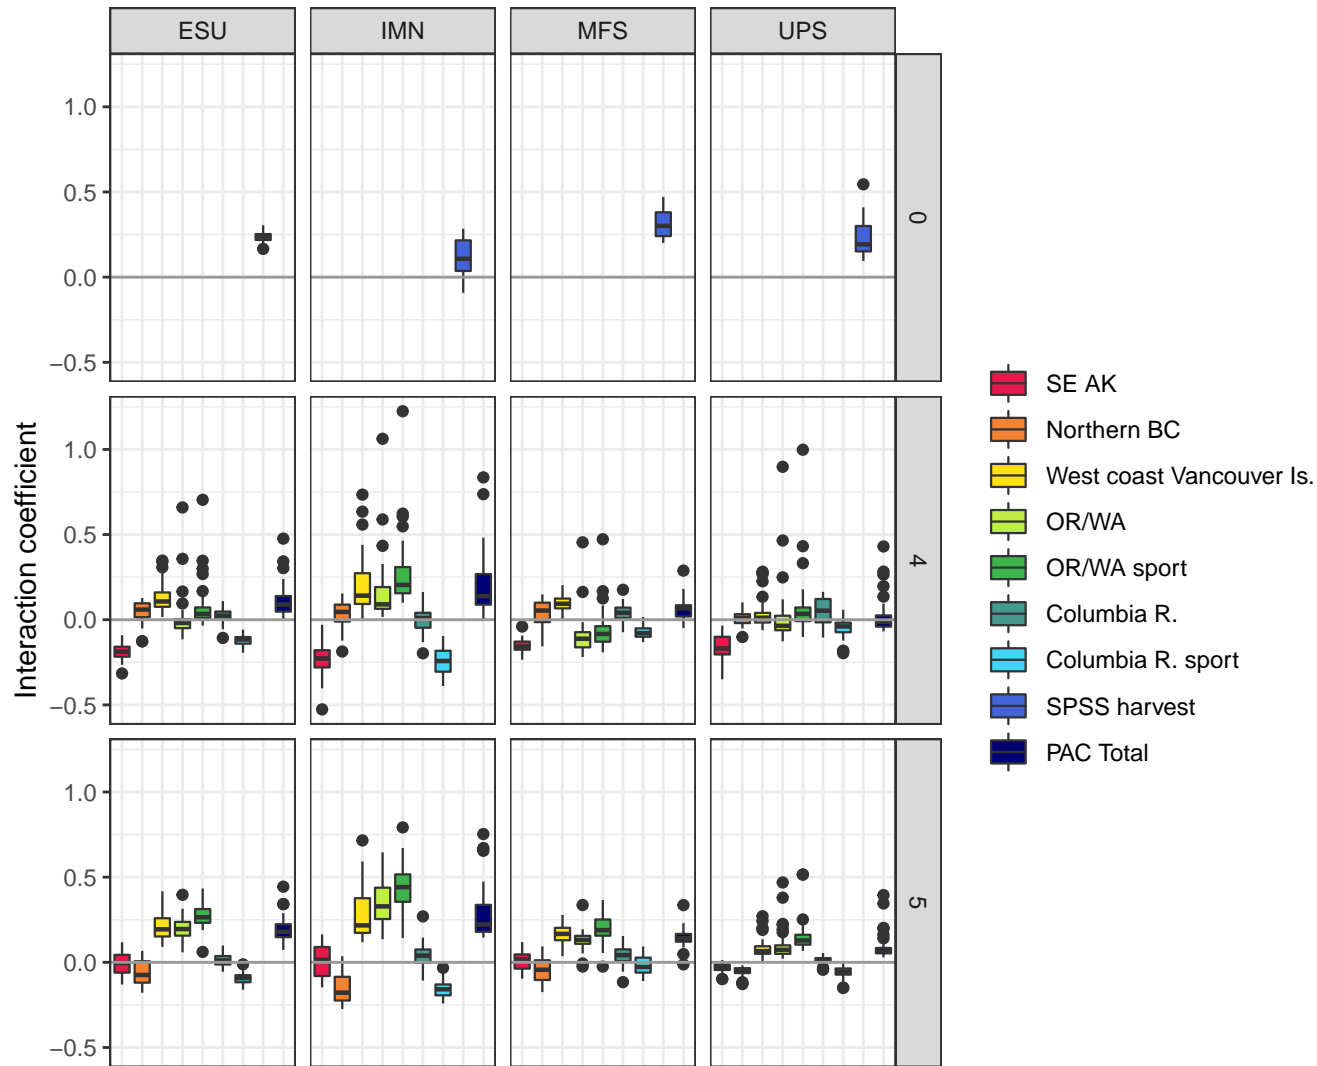 ESU IMN MFS UPS
1.0
0.5
0.0
−0.5
0
Interaction coefficient
1.0
0.5
0.0
−0.5
4
1.0
0.5
0.0
−0.5
5
SE AK
Northern BC
West coast Vancouver Is.
OR/WA
OR/WA sport
Columbia R.
Columbia R. sport
SPSS harvest
PAC Total